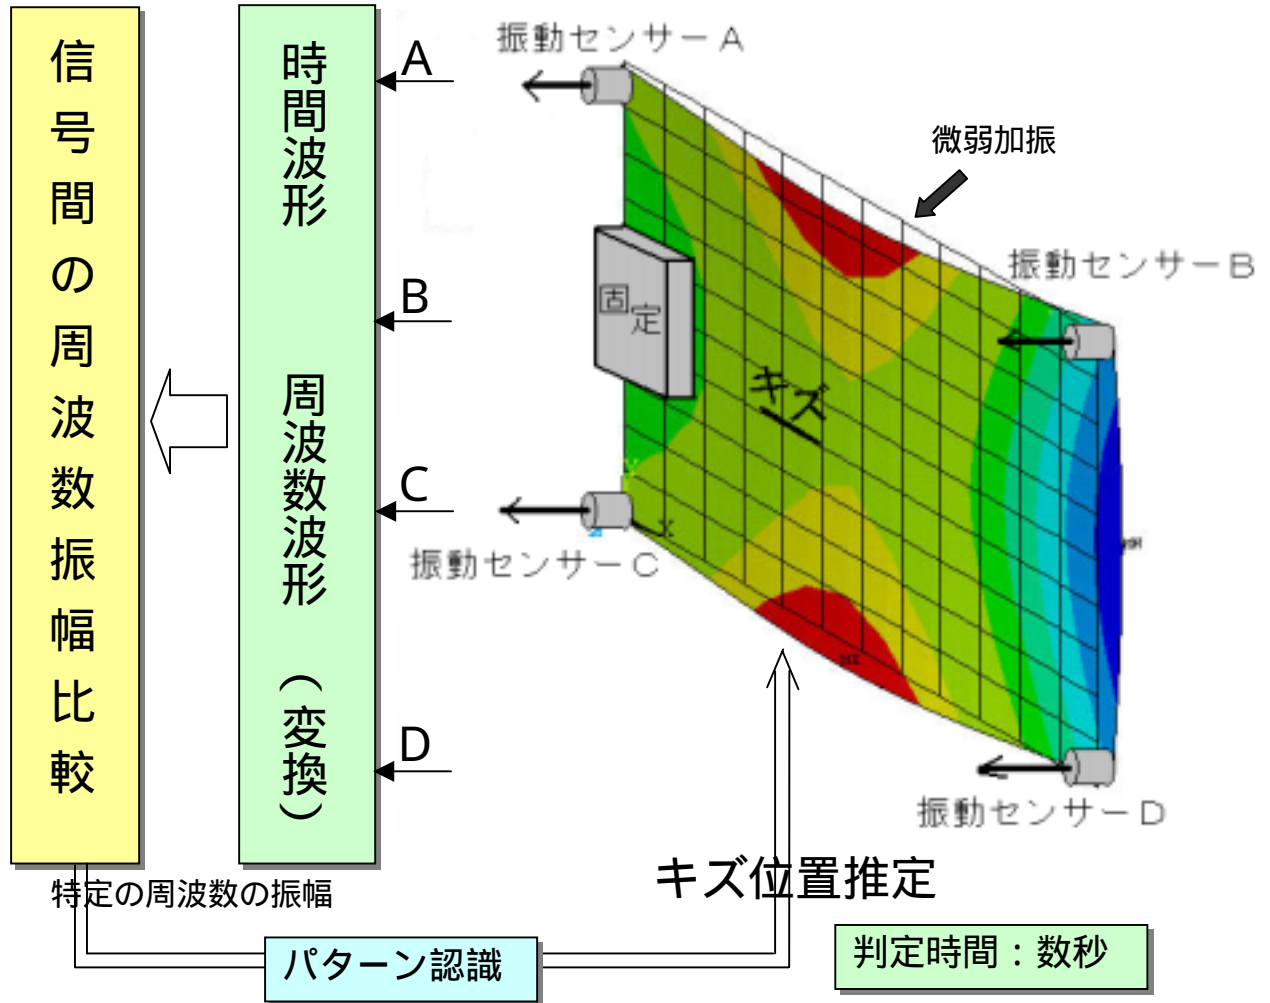 信号間の周波数振幅比較
時間波形 周波数波形 (変換)
A
B
C
D
振動センサーA
微弱加振
振動センサーB
固定
キズ
Y
X
振動センサーC
MX
振動センサーD
特定の周波数の振幅
キズ位置推定
パターン認識
判定時間:数秒